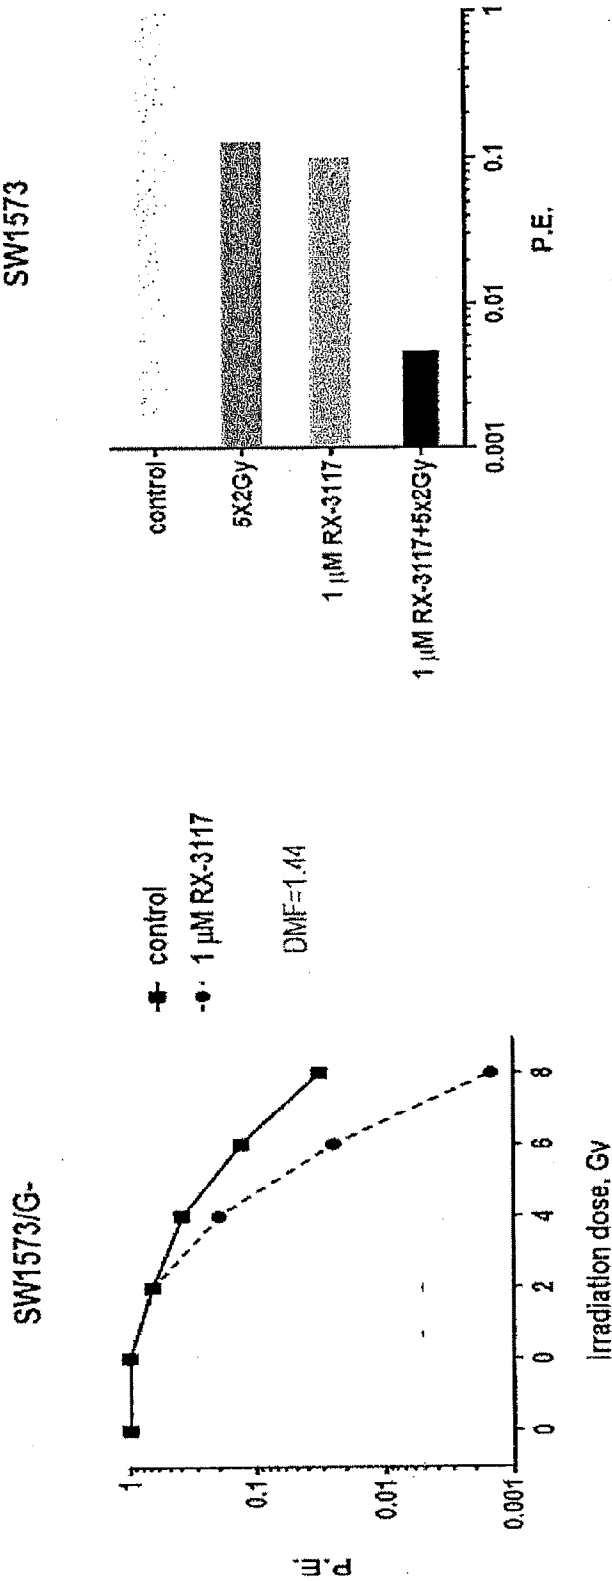 SW1573/G-
control
1 µM RX-3117
DMF=1.44
P.E.
1
0.1
0.01
0.001
0 0 2 4 6 8
Irradiation dose, Gy
SW1573
control
5X2Gy
1 µM RX-3117
1 µM RX-3117+5x2Gy
0.001 0.01 0.1 1
P.E.